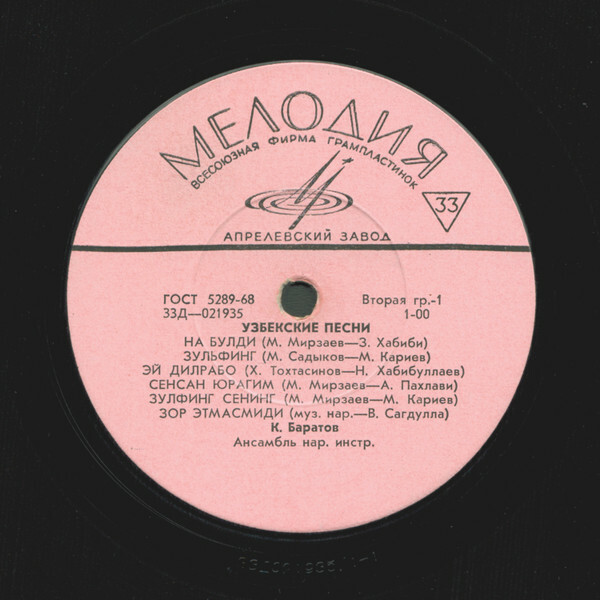 МЕЛОДИЯ
ВСЕСОЮЗНАЯ ФИРМА ГРАМПЛАСТИНОК
33
АПРЕЛЕВСКИЙ ЗАВОД
ГОСТ 5289-68 Вторая гр.-1
33Д—021935 1-00
УЗБЕКСКИЕ ПЕСНИ
НА БУЛДИ (М. Мирзаев—З. Хабиби)
ЗУЛЬФИНГ (М. Садыков—М. Кариев)
ЭЙ ДИЛРАБО (Х. Тохтасинов—Н. Хабибуллаев)
СЕНСАН ЮРАГИМ (М. Мирзаев—А. Пахлави)
ЗУЛФИНГ СЕНИНГ (М. Мирзаев—М. Кариев)
ЗОР ЭТМАСМИДИ (муз. нар.—В. Сагдулла)
К. Баратов
Ансамбль нар. инстр.